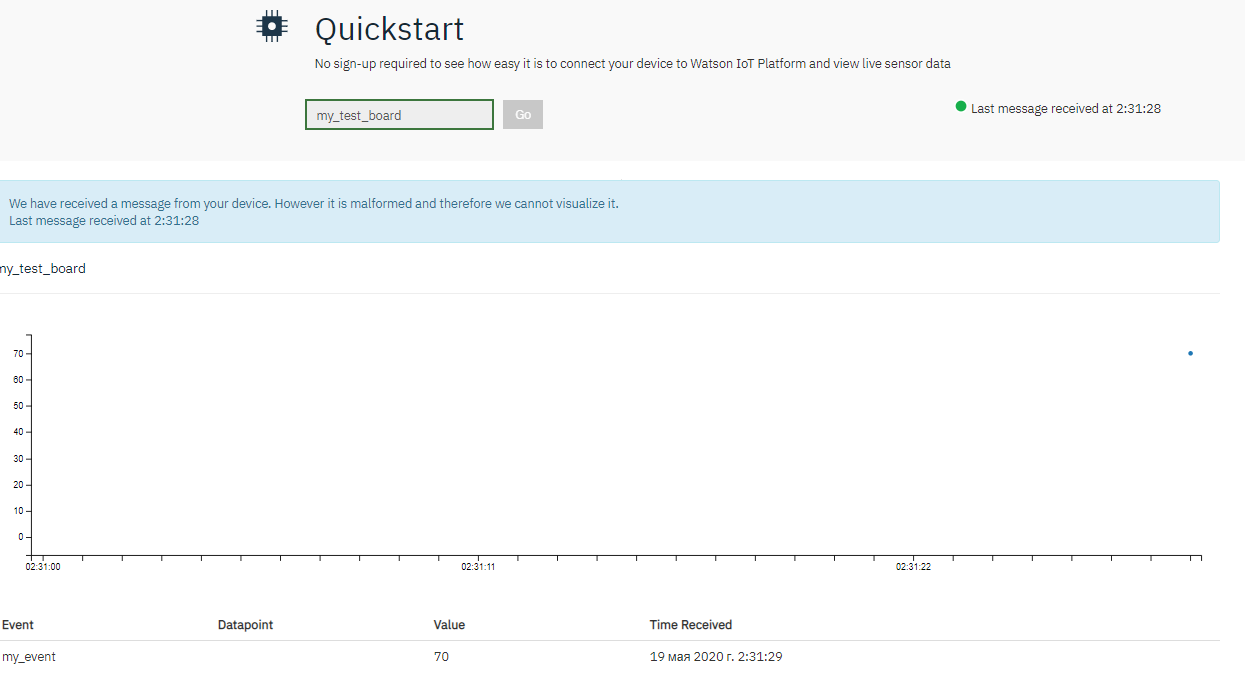 Quickstart
No sign-up required to see how easy it is to connect your device to Watson IoT Platform and view live sensor data
my_test_board
Go
Last message received at 2:31:28
We have received a message from your device. However it is malformed and therefore we cannot visualize it.
Last message received at 2:31:28
my_test_board
70
60
50
40
30
20
10
0
02:31:00 02:31:11 02:31:22
Event Datapoint Value Time Received
my_event 70 19 мая 2020 г. 2:31:29